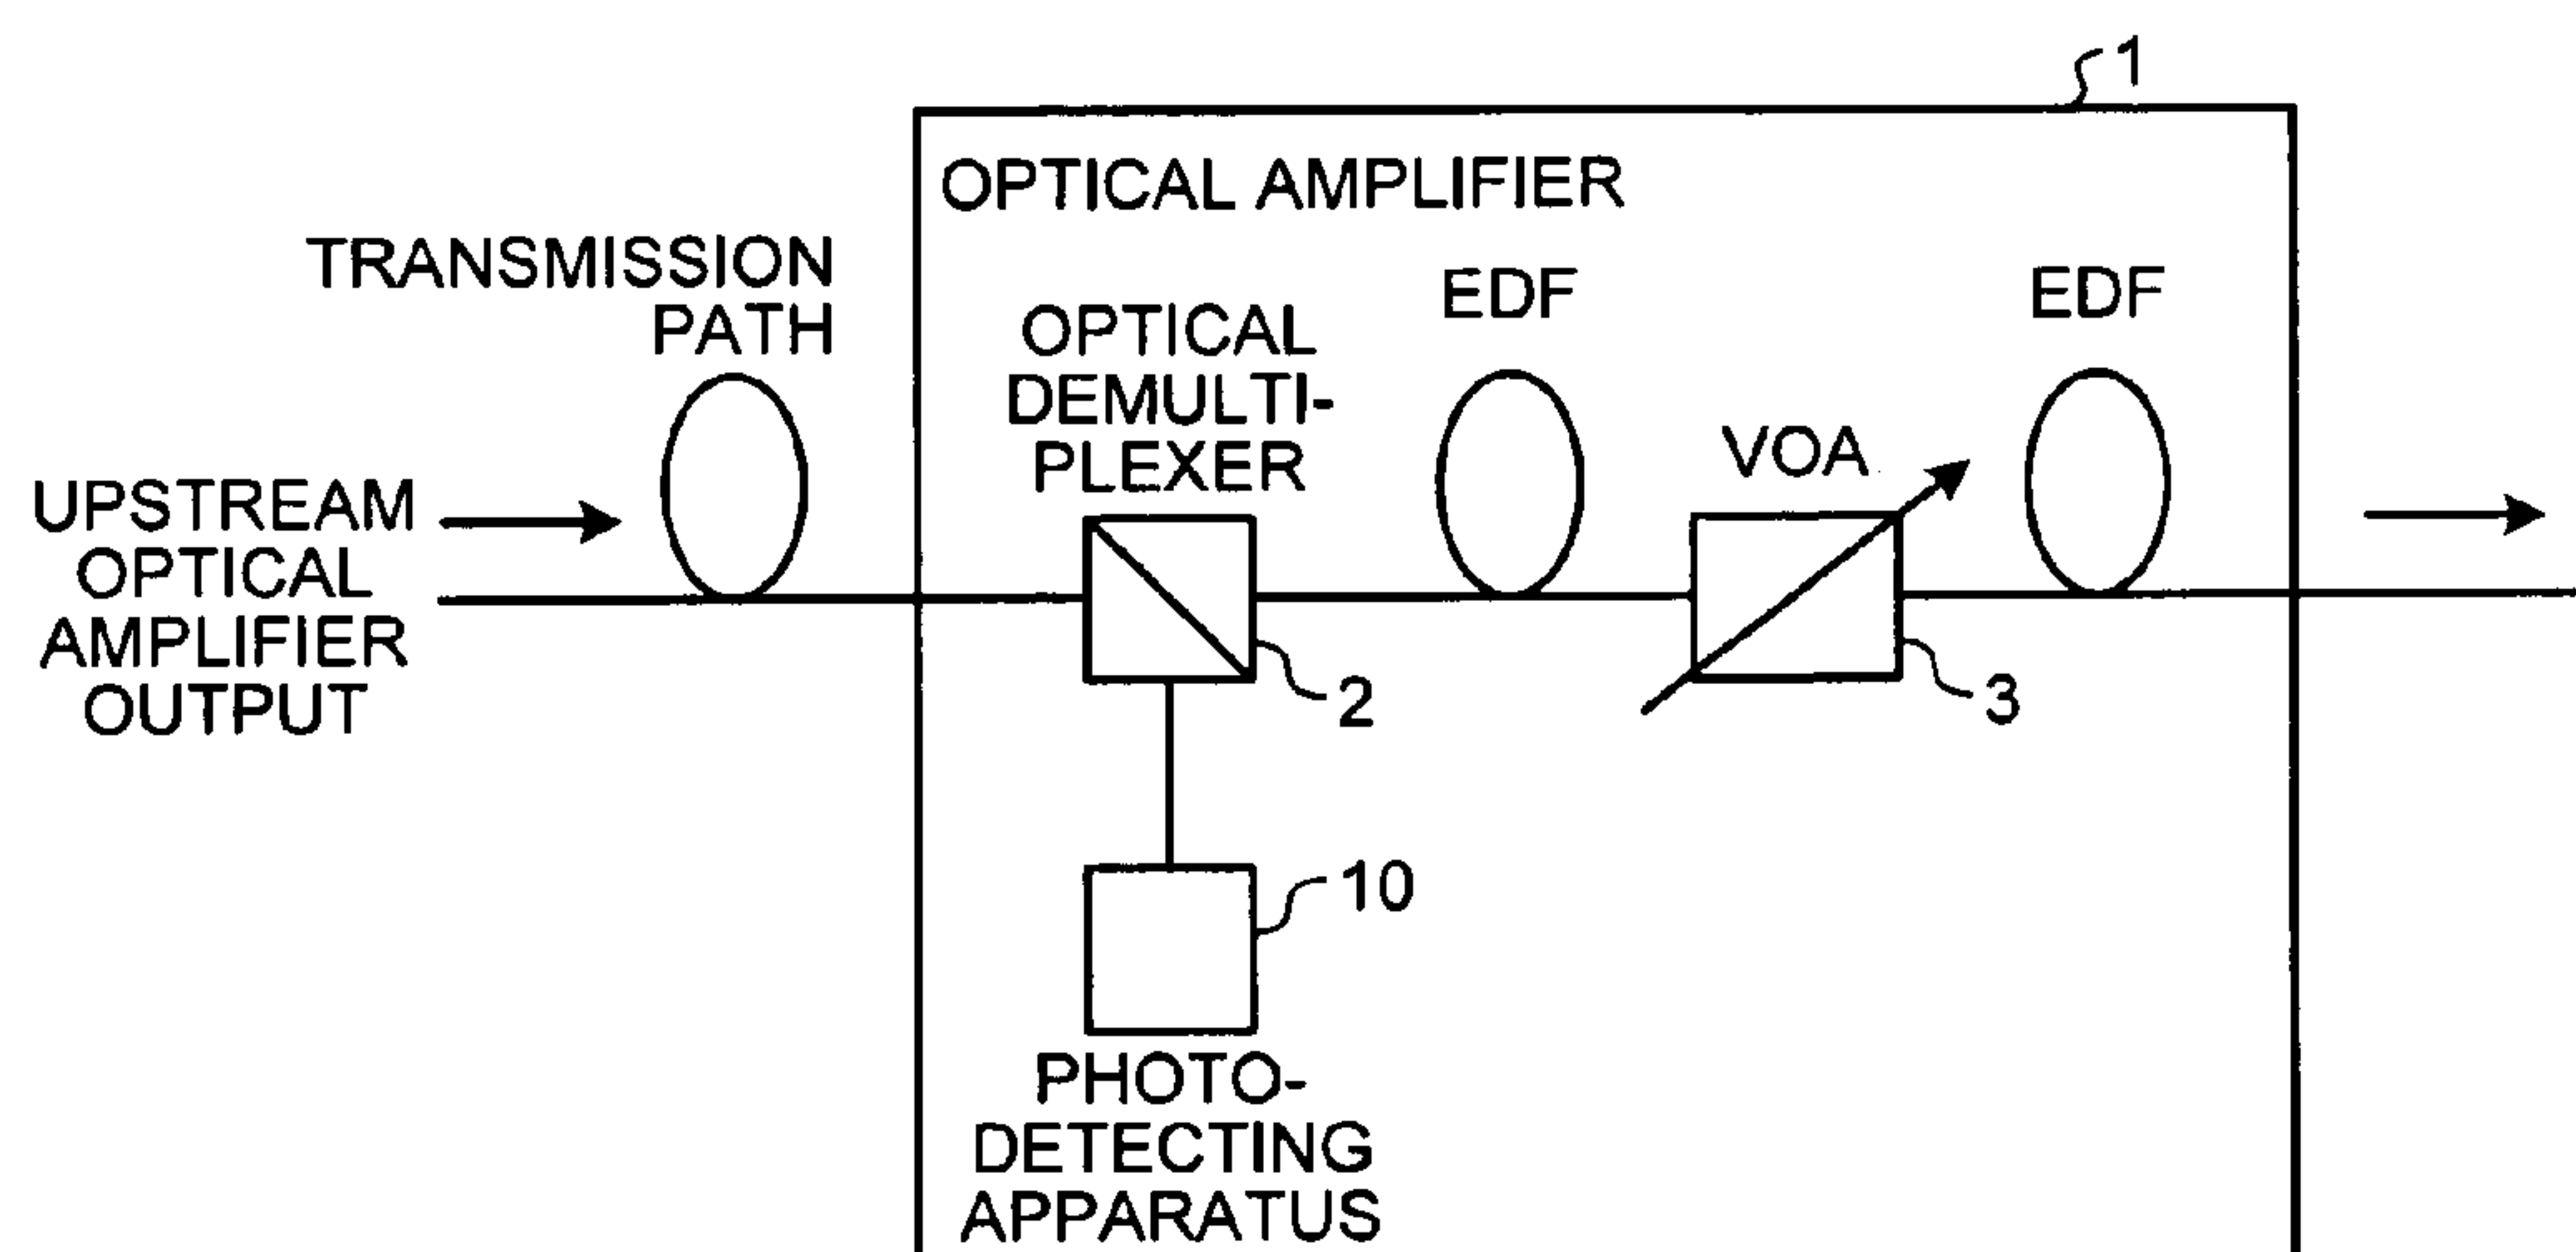 1
OPTICAL AMPLIFIER
TRANSMISSION
PATH
OPTICAL
DEMULTI-
PLEXER
EDF
VOA
EDF
UPSTREAM
OPTICAL
AMPLIFIER
OUTPUT
2
3
10
PHOTO-
DETECTING
APPARATUS